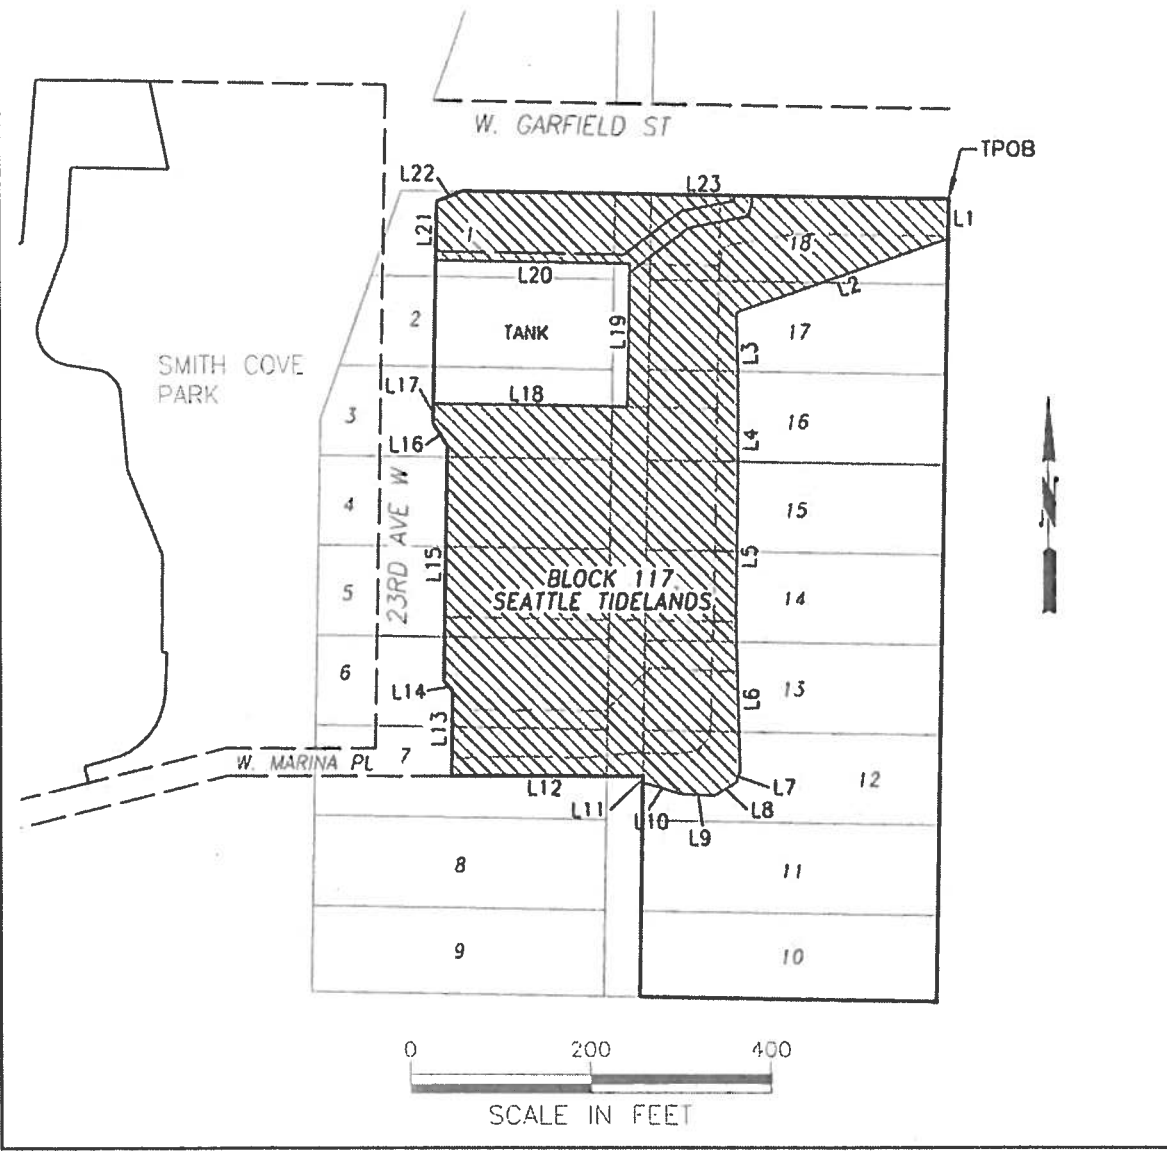 W. GARFIELD ST
TPOB
L22
L23
L1
L21
1
18
L20
L2
2
TANK
L19
17
L3
SMITH COVE
PARK
L17
L18
3
16
L4
L16
23RD AVE W
4
15
L15
L5
BLOCK 117,
SEATTLE TIDELANDS
5
14
6
L14
13
L6
L13
W. MARINA PL
7
L12
L7
12
L11
L10
L8
L9
8
11
9
10
N
0 200 400
SCALE IN FEET